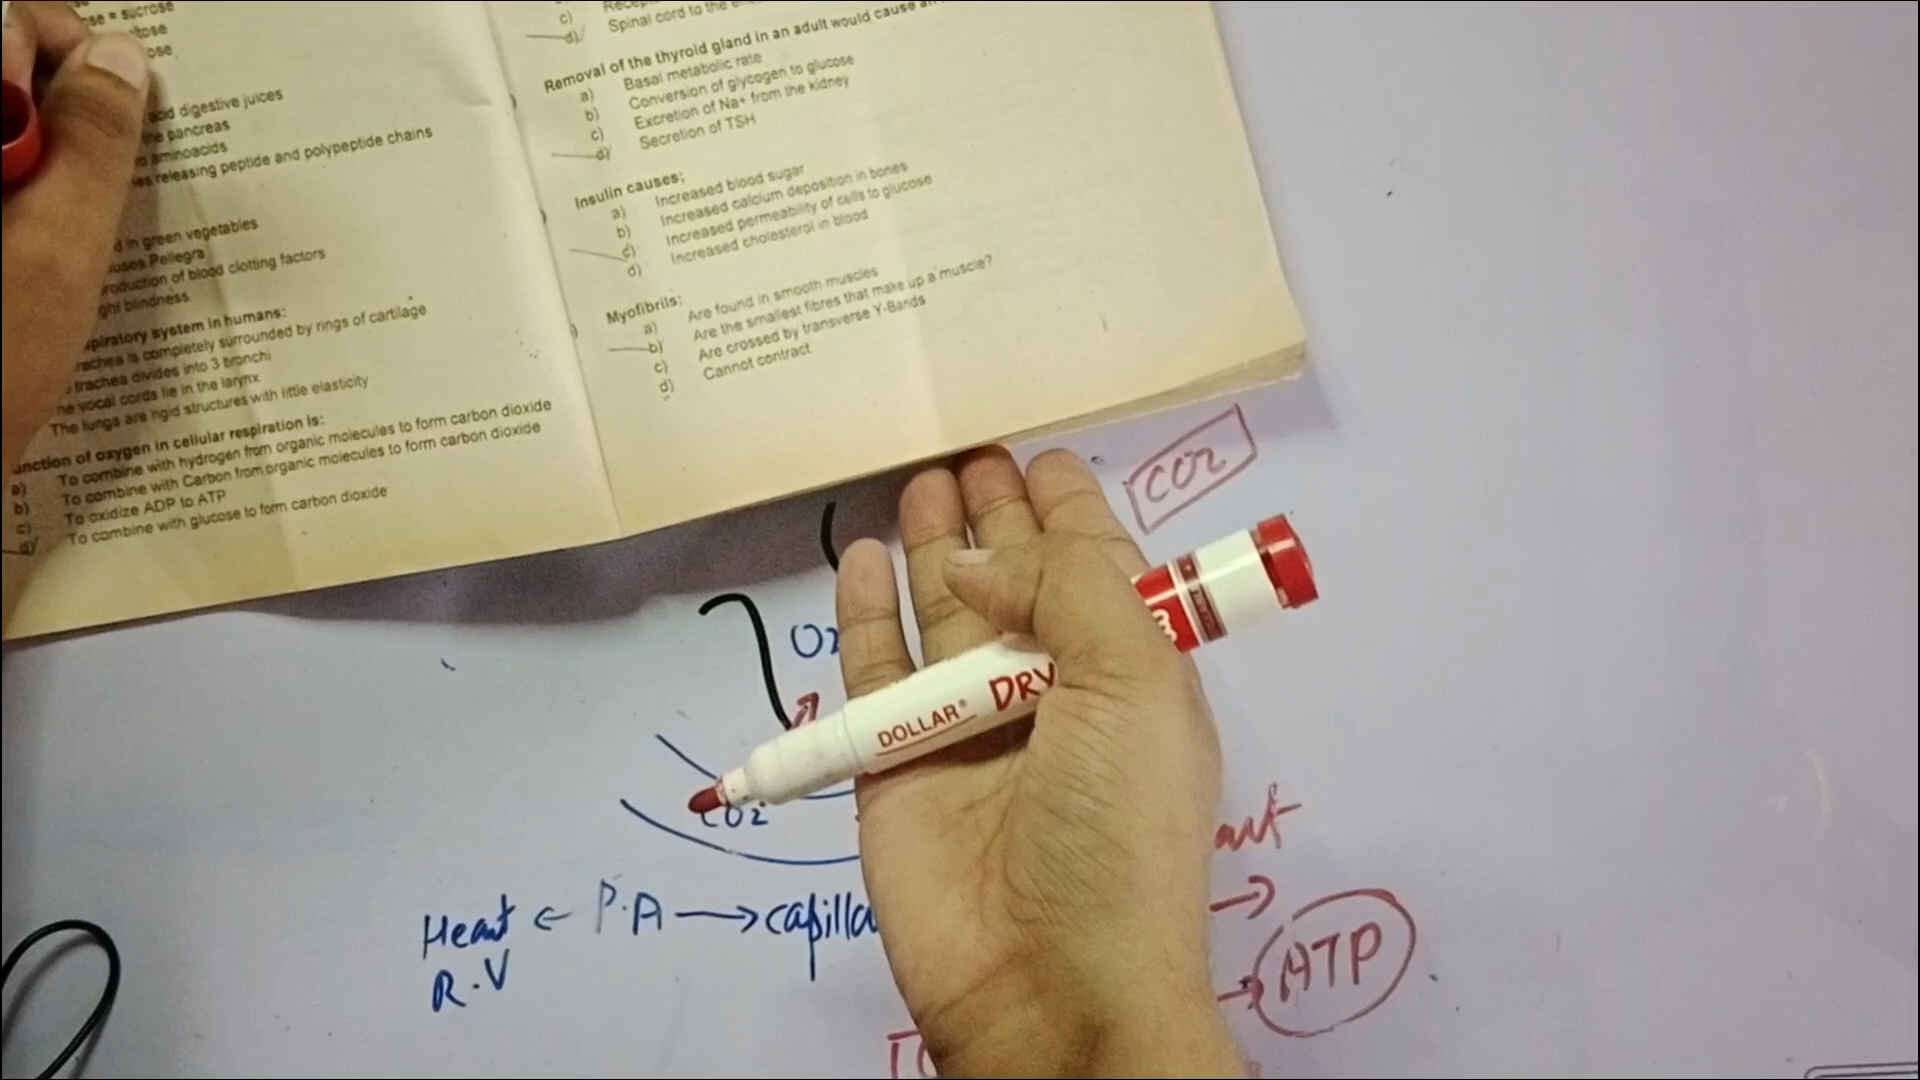 = sucrose
acid digestive juices
the pancreas
aminoacids
releasing peptide and polypeptide chains
d in green vegetables
Pellegra
production of blood clotting factors
blindness
system in humans:
is completely surrounded by rings of cartilage
trachea divides into 3 bronchi
vocal cords lie in the larynx
The lungs are rigid structures with little elasticity
of oxygen in cellular respiration is:
a) To combine with hydrogen from organic molecules to form carbon dioxide
b) To combine with Carbon from organic molecules to form carbon dioxide
c) To oxidize ADP to ATP
d) To combine with glucose to form carbon dioxide
c)
d) Spinal cord to the
Removal of the thyroid gland in an adult would cause
a) Basal metabolic rate
b) Conversion of glycogen to glucose
c) Excretion of Na+ from the kidney
d) Secretion of TSH
Insulin causes;
a) Increased blood sugar
b) Increased calcium deposition in bones
c) Increased permeability of cells to glucose
d) Increased cholesterol in blood
Myofibrils:
a) Are found in smooth muscles
b) Are the smallest fibres that make up a muscle?
c) Are crossed by transverse Y-Bands
d) Cannot contract
CO2
O2
DOLLAR® DRY
CO2
Heart ← P.A → capilla
R.V
ATP